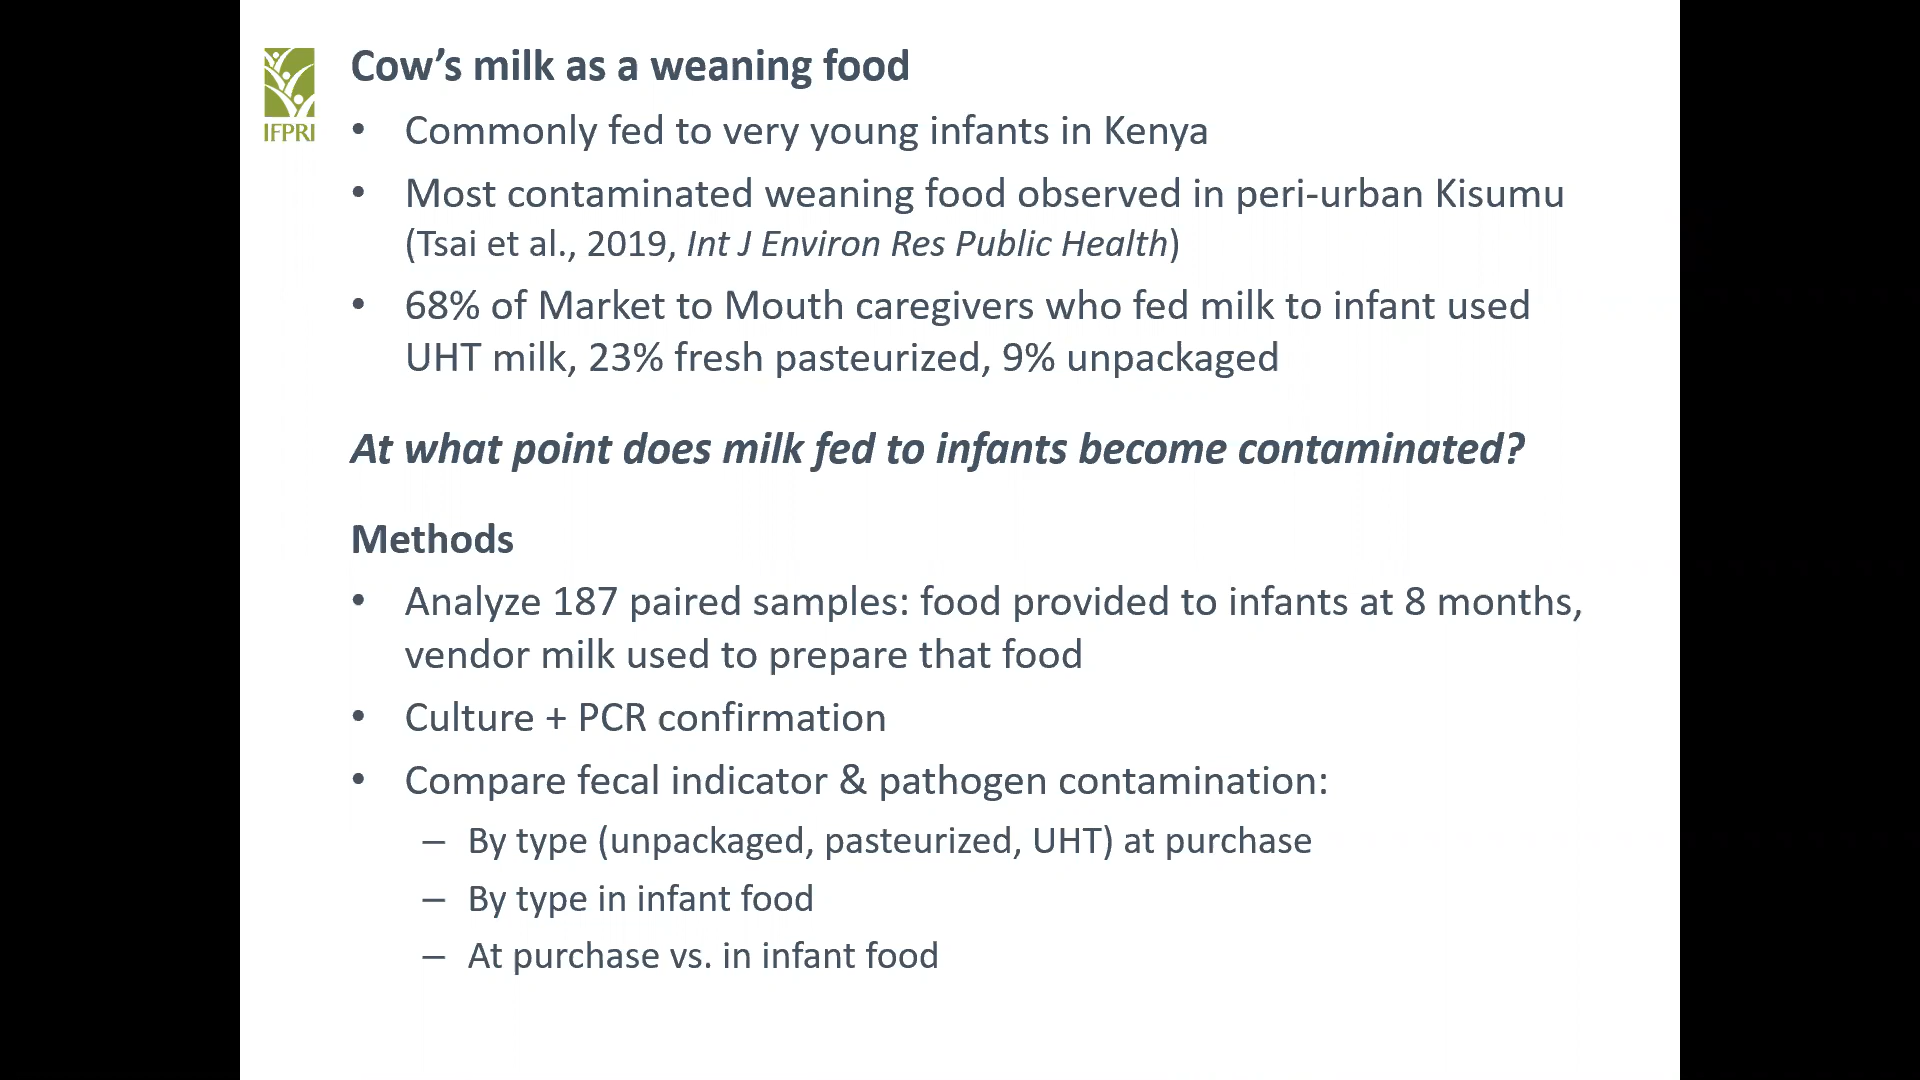 Cow’s milk as a weaning food
IFPRI
• Commonly fed to very young infants in Kenya
• Most contaminated weaning food observed in peri-urban Kisumu
(Tsai et al., 2019, Int J Environ Res Public Health)
• 68% of Market to Mouth caregivers who fed milk to infant used
UHT milk, 23% fresh pasteurized, 9% unpackaged
At what point does milk fed to infants become contaminated?
Methods
• Analyze 187 paired samples: food provided to infants at 8 months,
vendor milk used to prepare that food
• Culture + PCR confirmation
• Compare fecal indicator & pathogen contamination:
– By type (unpackaged, pasteurized, UHT) at purchase
– By type in infant food
– At purchase vs. in infant food